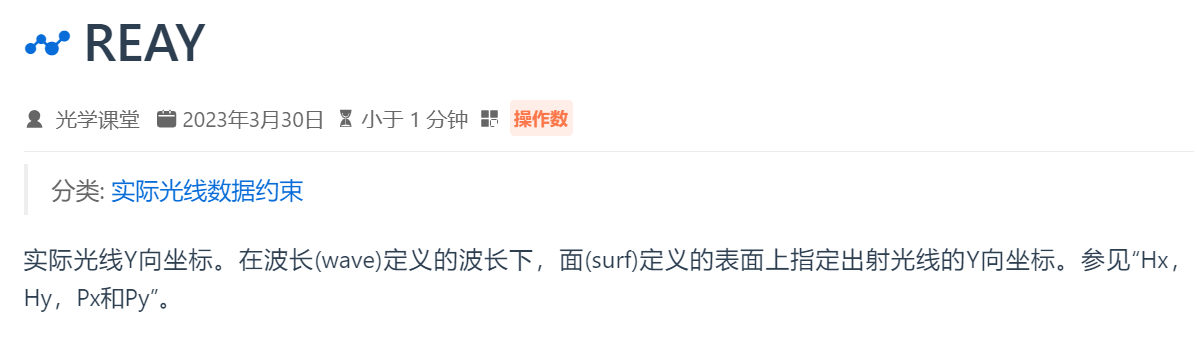 REAY
光学课堂 2023年3月30日 小于 1 分钟 操作数
分类: 实际光线数据约束
实际光线Y向坐标。在波长(wave)定义的波长下，面(surf)定义的表面上指定出射光线的Y向坐标。参见“Hx，
Hy，Px和Py”。